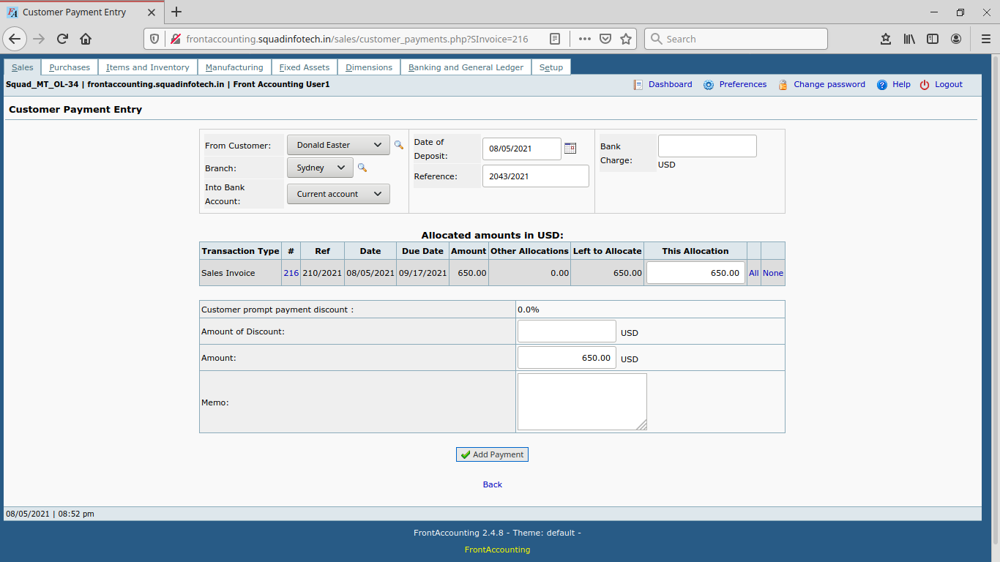 Customer Payment Entry
frontaccounting.squadinfotech.in/sales/customer_payments.php?SInvoice=216
Search
Sales Purchases Items and Inventory Manufacturing Fixed Assets Dimensions Banking and General Ledger Setup
Squad_MT_OL-34 | frontaccounting.squadinfotech.in | Front Accounting User1
Dashboard Preferences Change password Help Logout
Customer Payment Entry
From Customer: Donald Easter
Branch: Sydney
Into Bank Account: Current account
Date of Deposit: 08/05/2021
Reference: 2043/2021
Bank Charge:
USD
Allocated amounts in USD:
Transaction Type # Ref Date Due Date Amount Other Allocations Left to Allocate This Allocation
Sales Invoice 216 210/2021 08/05/2021 09/17/2021 650.00 0.00 650.00 650.00 All None
Customer prompt payment discount : 0.0%
Amount of Discount: USD
Amount: 650.00 USD
Memo:
Add Payment
Back
08/05/2021 | 08:52 pm
FrontAccounting 2.4.8 - Theme: default -
FrontAccounting